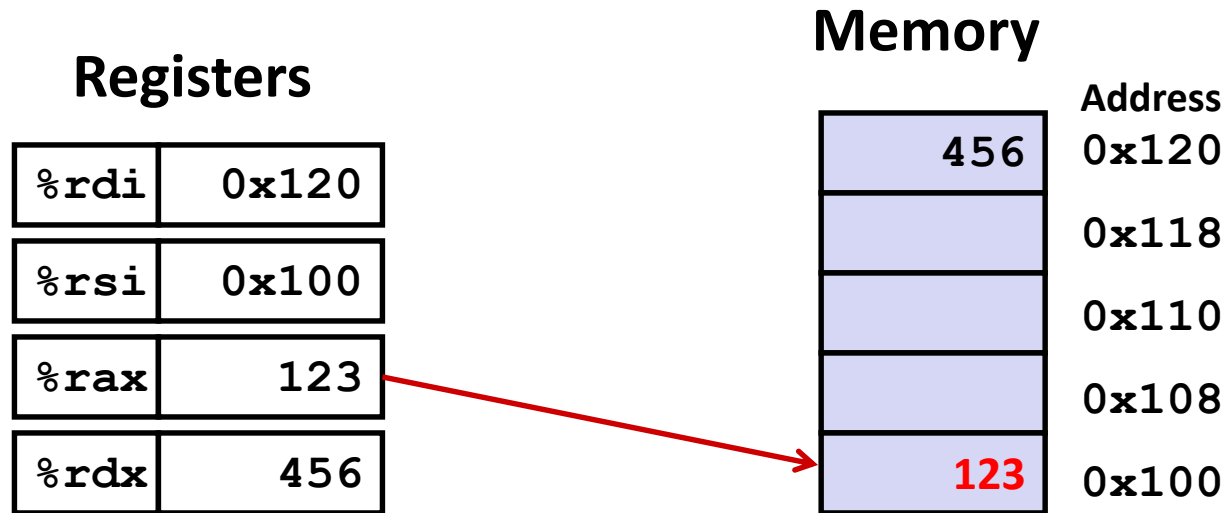 Registers
%rdi 0x120
%rsi 0x100
%rax 123
%rdx 456
Memory
Address
456 0x120
0x118
0x110
0x108
123 0x100